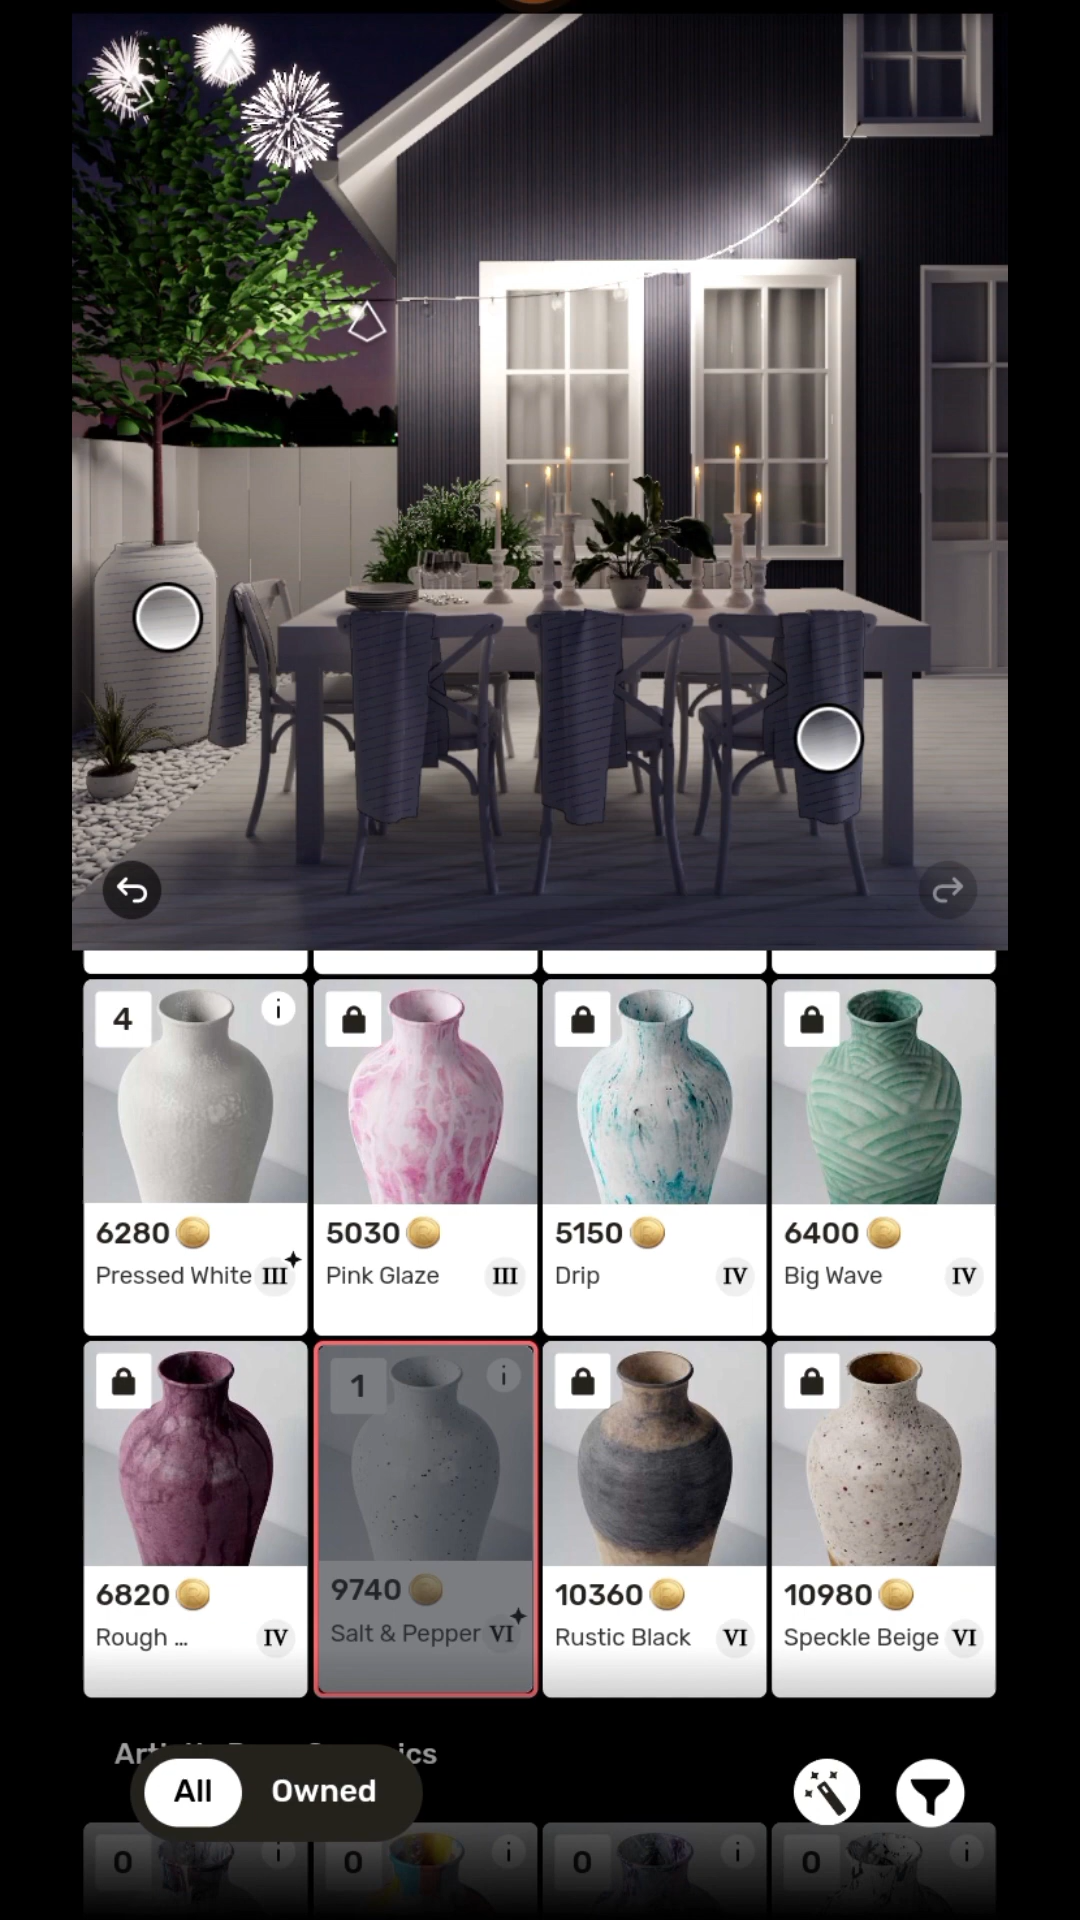 4
i
6280
Pressed White III
5030
Pink Glaze III
5150
Drip IV
6400
Big Wave IV
6820
Rough ... IV
1
i
9740
Salt & Pepper VI
10360
Rustic Black VI
10980
Speckle Beige VI
All Owned
0 i
0 i
0 i
0 i